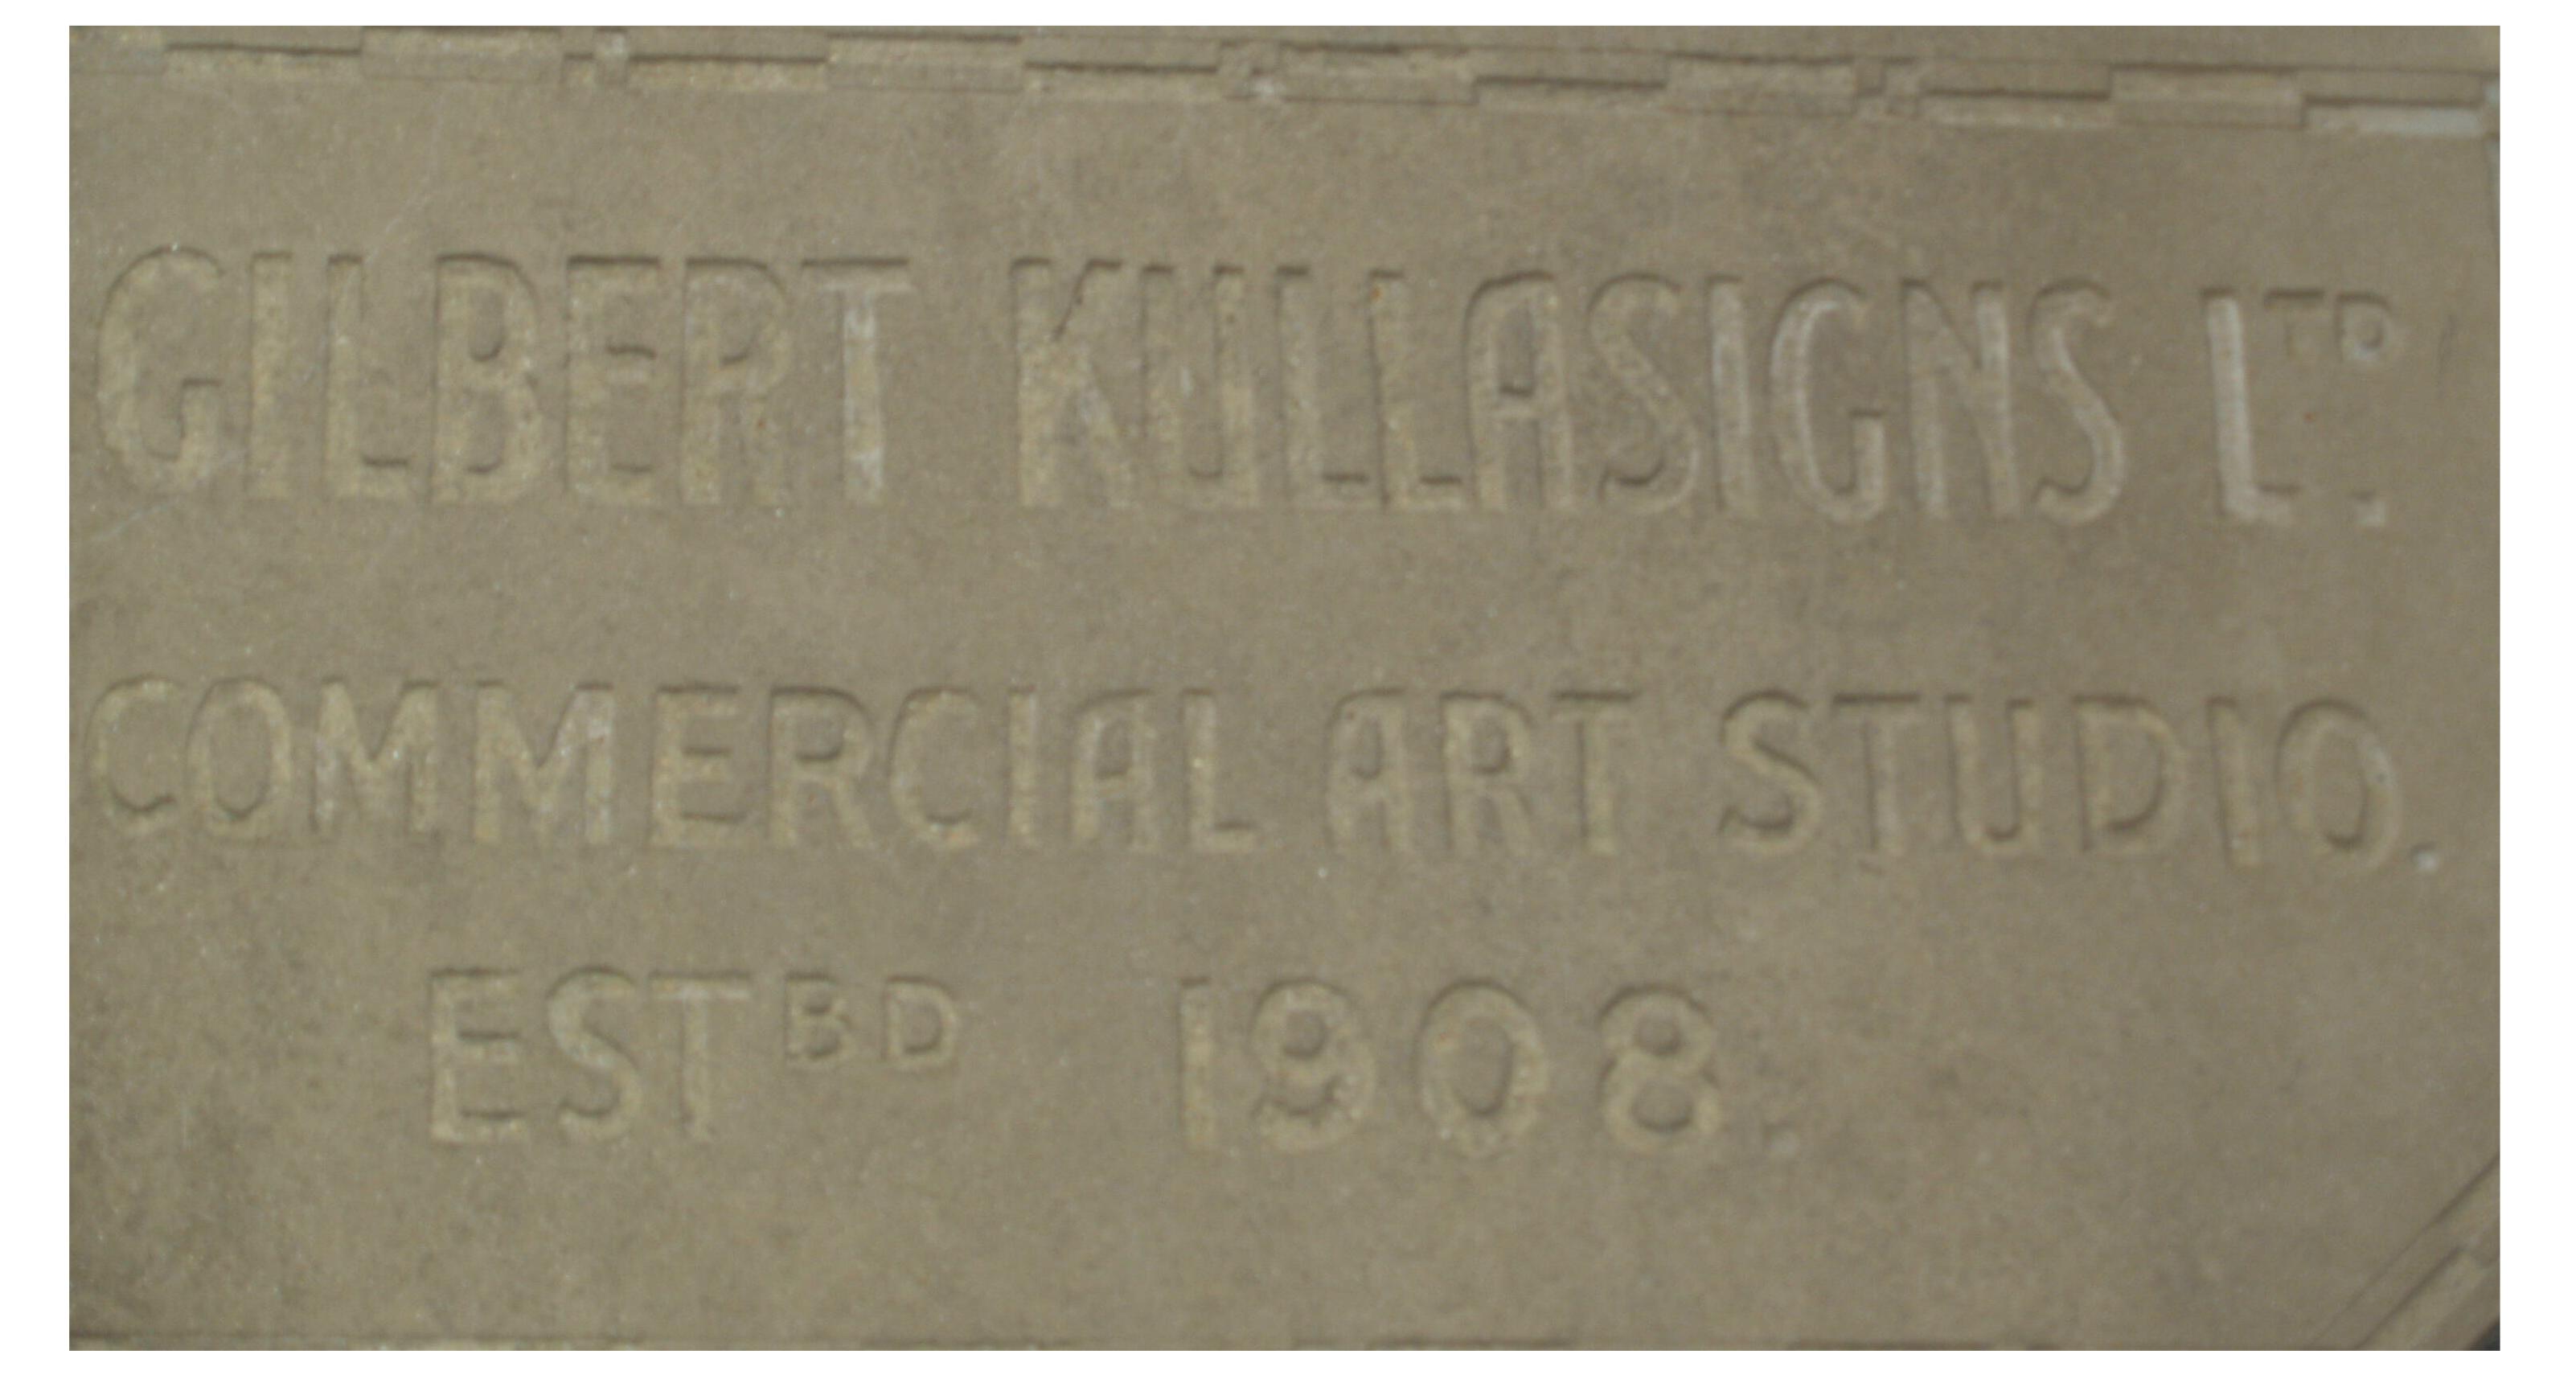 GILBERT KULLASIGNS LTD.
COMMERCIAL ART STUDIO.
ESTBD 1908.